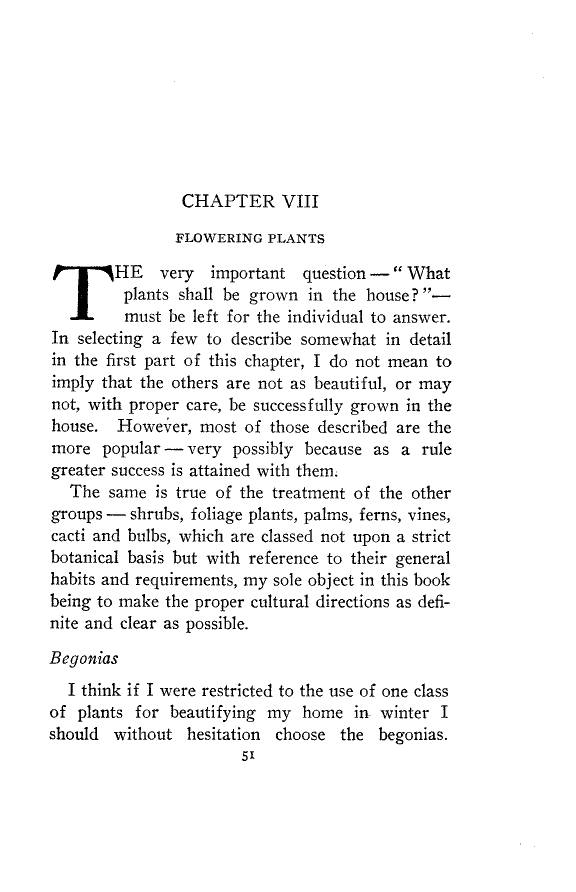 CHAPTER VIII
FLOWERING PLANTS
THE very important question — “ What
plants shall be grown in the house? ”—
must be left for the individual to answer.
In selecting a few to describe somewhat in detail
in the first part of this chapter, I do not mean to
imply that the others are not as beautiful, or may
not, with proper care, be successfully grown in the
house. However, most of those described are the
more popular — very possibly because as a rule
greater success is attained with them.
The same is true of the treatment of the other
groups — shrubs, foliage plants, palms, ferns, vines,
cacti and bulbs, which are classed not upon a strict
botanical basis but with reference to their general
habits and requirements, my sole object in this book
being to make the proper cultural directions as defi-
nite and clear as possible.
Begonias
I think if I were restricted to the use of one class
of plants for beautifying my home in winter I
should without hesitation choose the begonias.
51